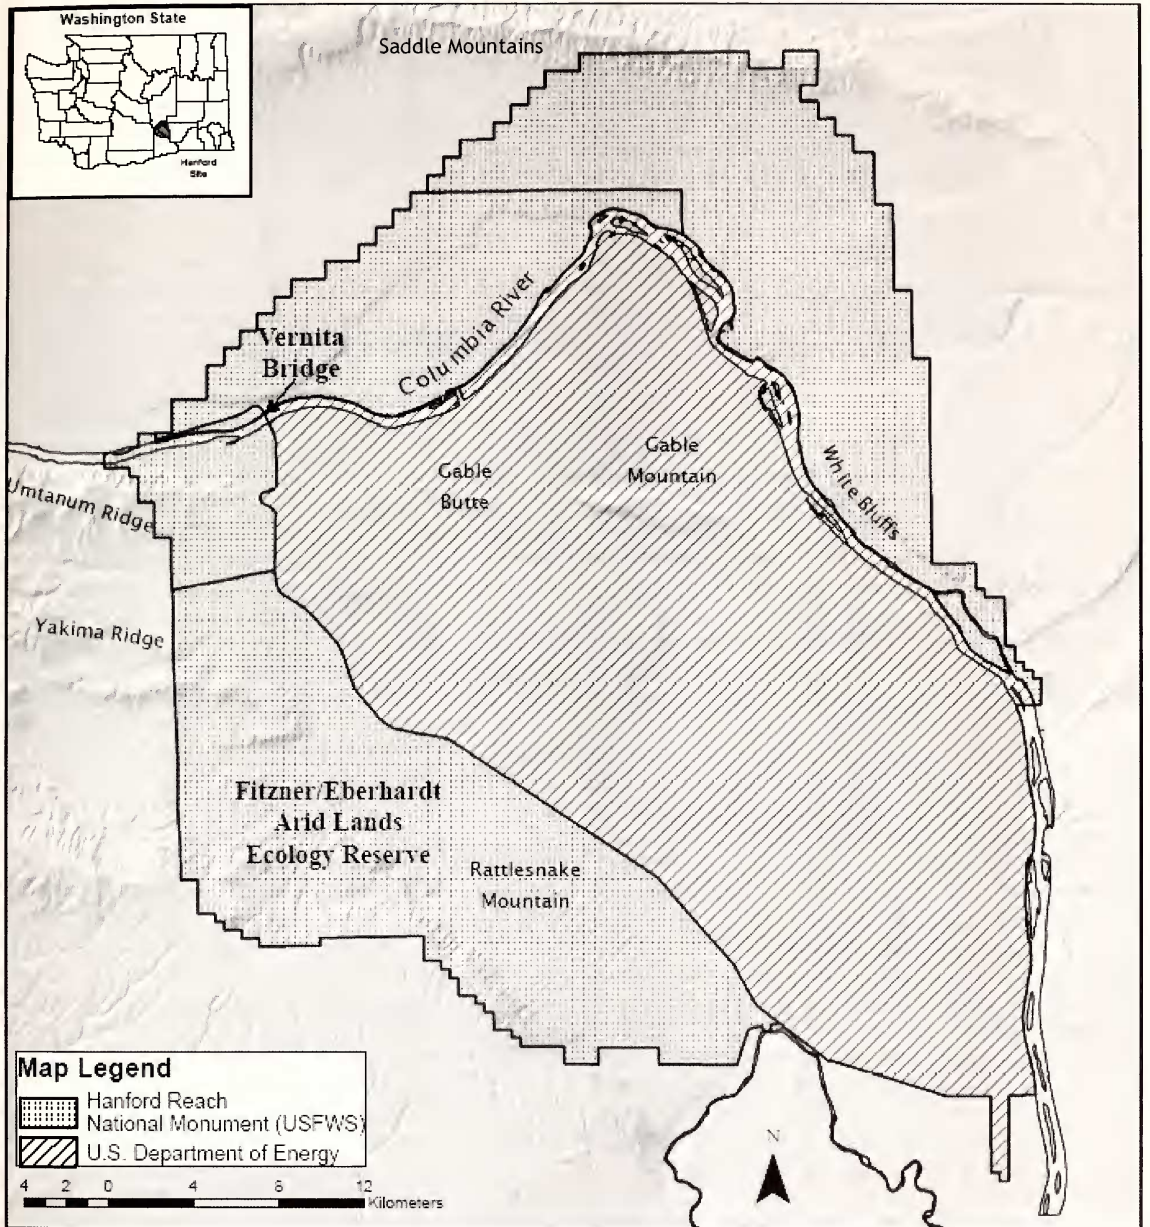 Washington State
Hanford
Site
Saddle Mountains
Columbia River
Vernita
Bridge
Gable
Butte
Gable
Mountain
White Bluffs
Umtanum Ridge
Yakima Ridge
Fitzner/Eberhardt
Arid Lands
Ecology Reserve
Rattlesnake
Mountain
Map Legend
Hanford Reach
National Monument (USFWS)
U.S. Department of Energy
N
4 2 0 4 8 12
Kilometers